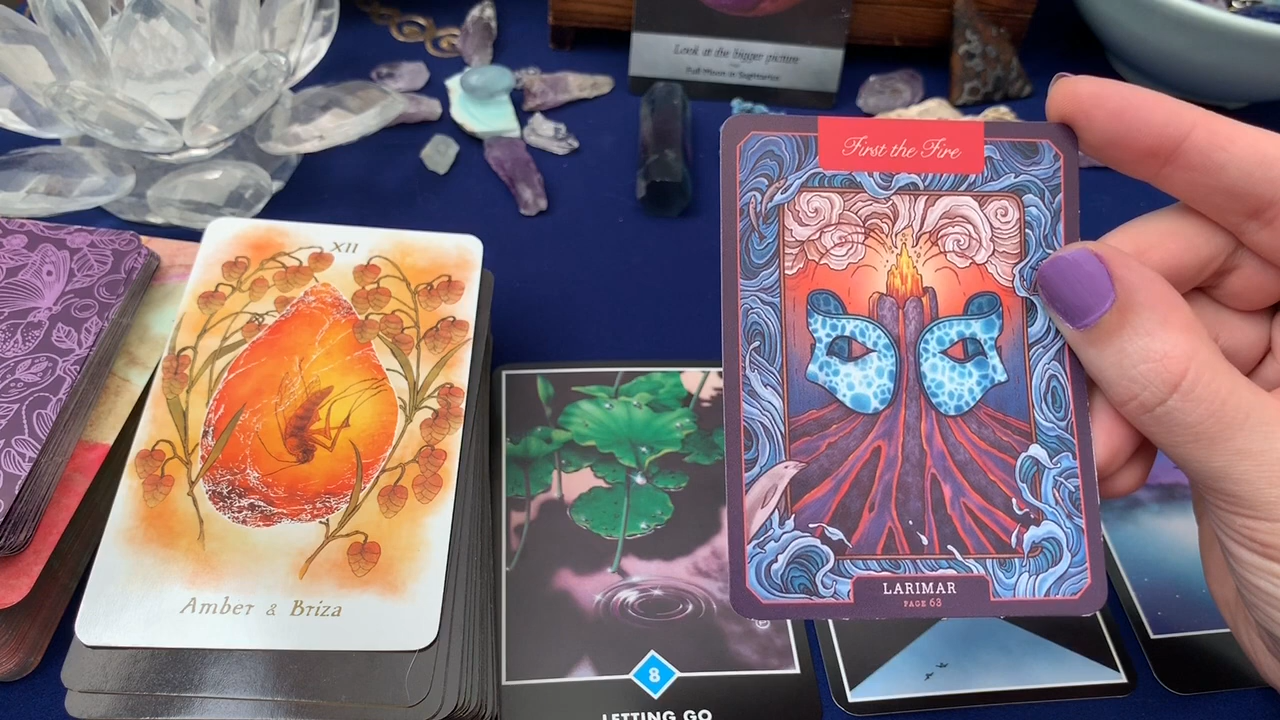 Look at the bigger picture
Full Moon in Sagittarius
First the Fire
XII
Amber & Briza
LARIMAR
PAGE 63
8
LETTING GO